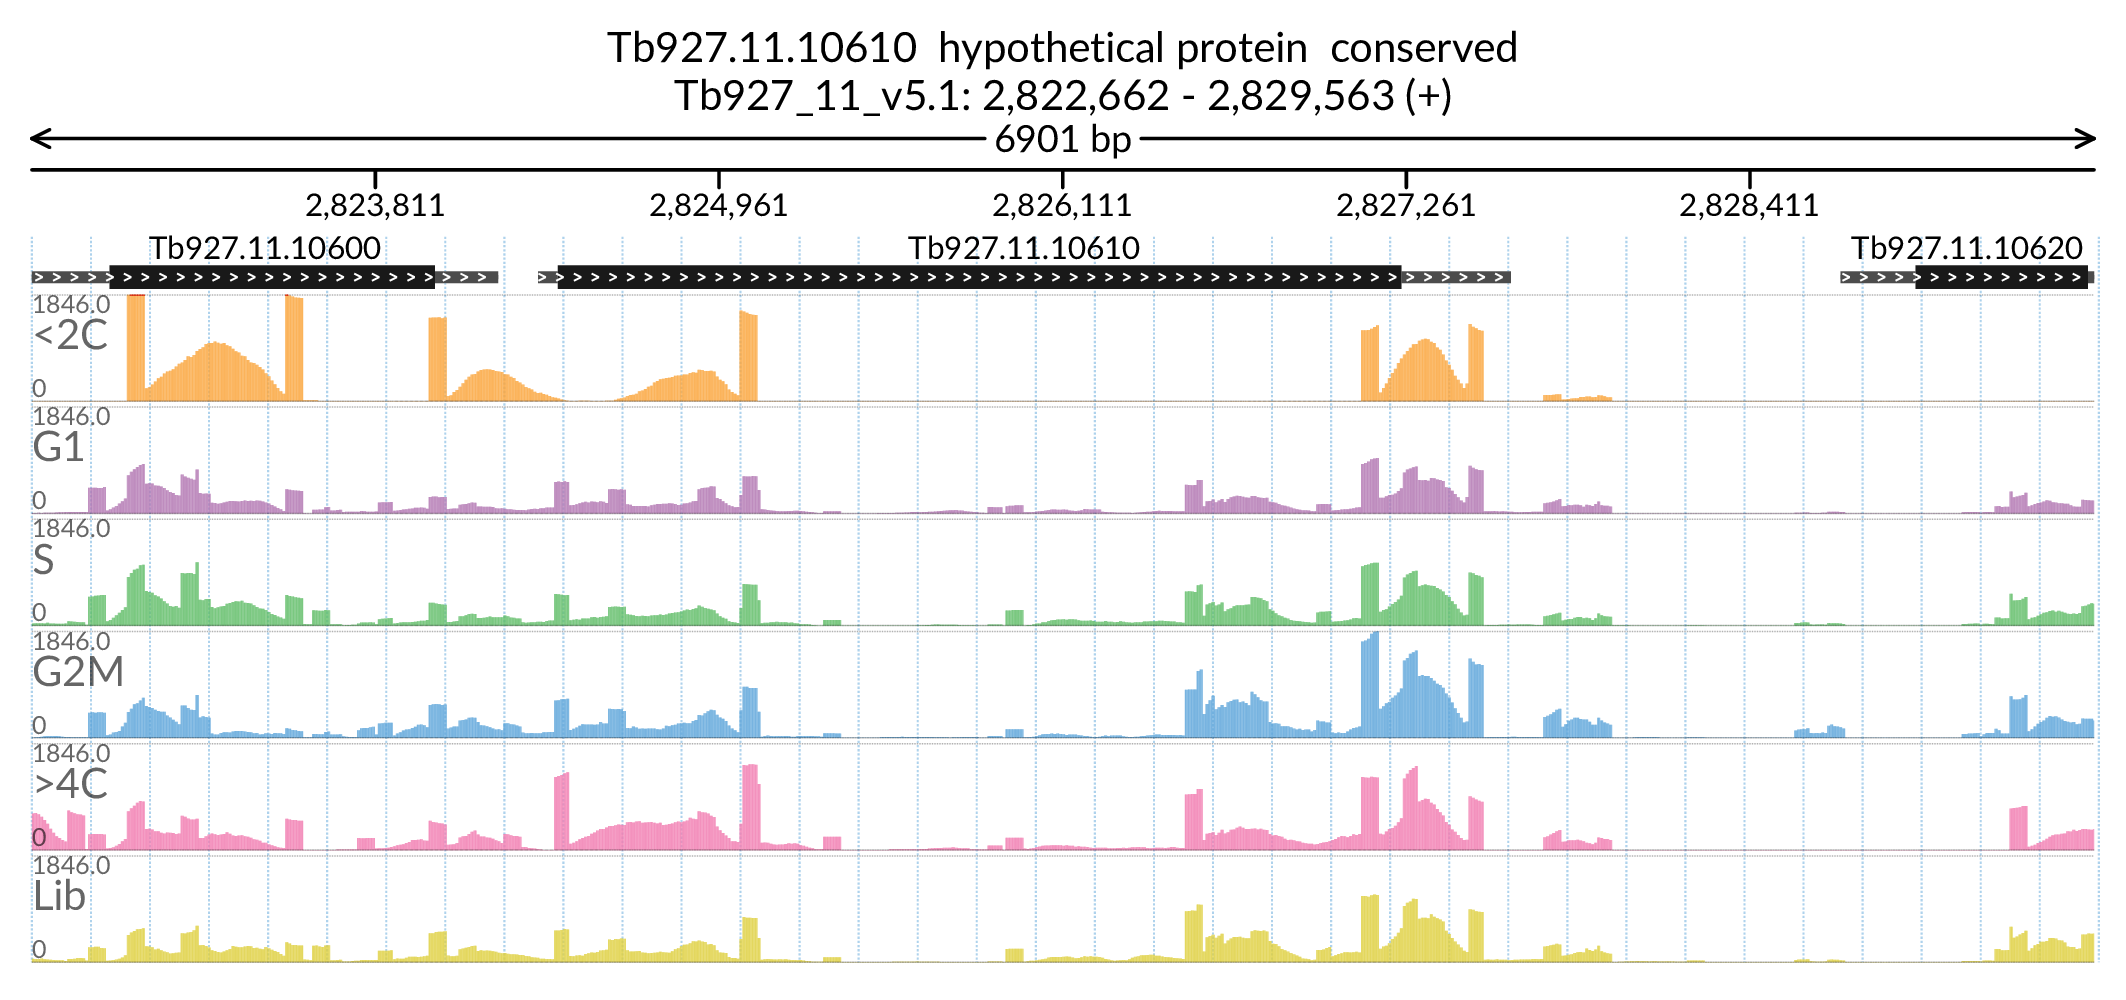 Tb927.11.10610  hypothetical protein  conserved
Tb927_11_v5.1: 2,822,662 - 2,829,563 (+)
6901 bp
2,823,811 2,824,961 2,826,111 2,827,261 2,828,411
Tb927.11.10600 Tb927.11.10610 Tb927.11.10620
1846.0
<2C
0
1846.0
G1
0
1846.0
S
0
1846.0
G2M
0
1846.0
>4C
0
1846.0
Lib
0